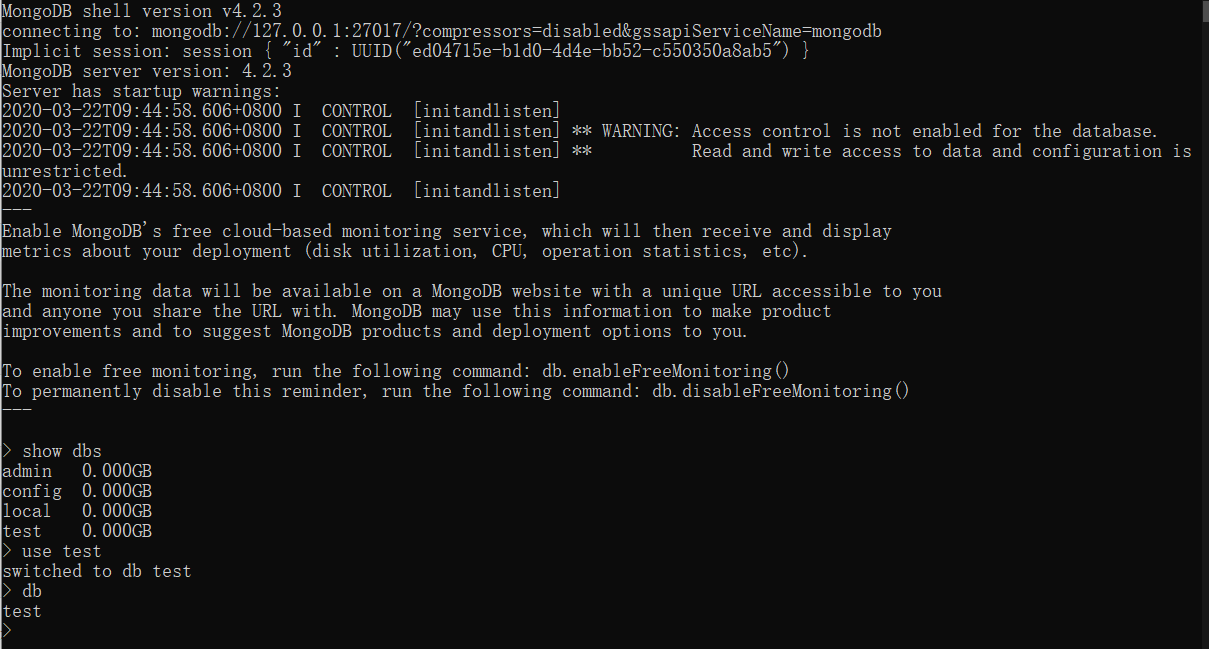 MongoDB shell version v4.2.3
connecting to: mongodb://127.0.0.1:27017/?compressors=disabled&gssapiServiceName=mongodb
Implicit session: session { "id" : UUID("ed04715e-b1d0-4d4e-bb52-c550350a8ab5") }
MongoDB server version: 4.2.3
Server has startup warnings:
2020-03-22T09:44:58.606+0800 I  CONTROL  [initandlisten]
2020-03-22T09:44:58.606+0800 I  CONTROL  [initandlisten] ** WARNING: Access control is not enabled for the database.
2020-03-22T09:44:58.606+0800 I  CONTROL  [initandlisten] **          Read and write access to data and configuration is
unrestricted.
2020-03-22T09:44:58.606+0800 I  CONTROL  [initandlisten]
---
Enable MongoDB's free cloud-based monitoring service, which will then receive and display
metrics about your deployment (disk utilization, CPU, operation statistics, etc).

The monitoring data will be available on a MongoDB website with a unique URL accessible to you
and anyone you share the URL with. MongoDB may use this information to make product
improvements and to suggest MongoDB products and deployment options to you.

To enable free monitoring, run the following command: db.enableFreeMonitoring()
To permanently disable this reminder, run the following command: db.disableFreeMonitoring()
---

> show dbs
admin   0.000GB
config  0.000GB
local   0.000GB
test    0.000GB
> use test
switched to db test
> db
test
>